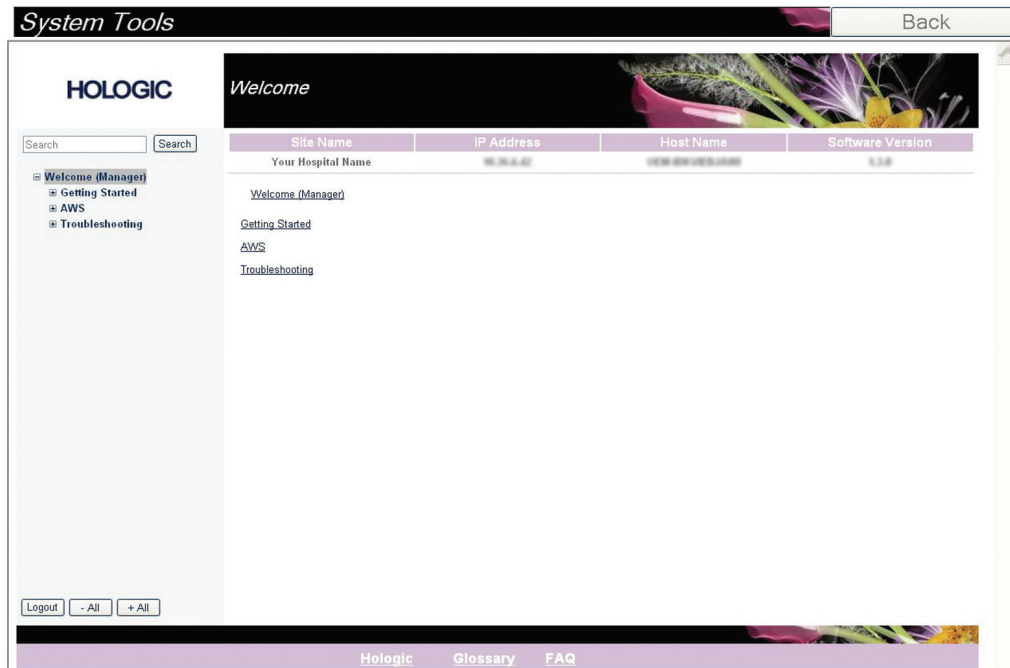 System Tools
Back
HOLOGIC
Welcome
Search Search
Site Name IP Address Host Name Software Version
Your Hospital Name
Welcome (Manager)
Getting Started
AWS
Troubleshooting
Welcome (Manager)
Getting Started
AWS
Troubleshooting
Logout - All + All
Hologic Glossary FAQ